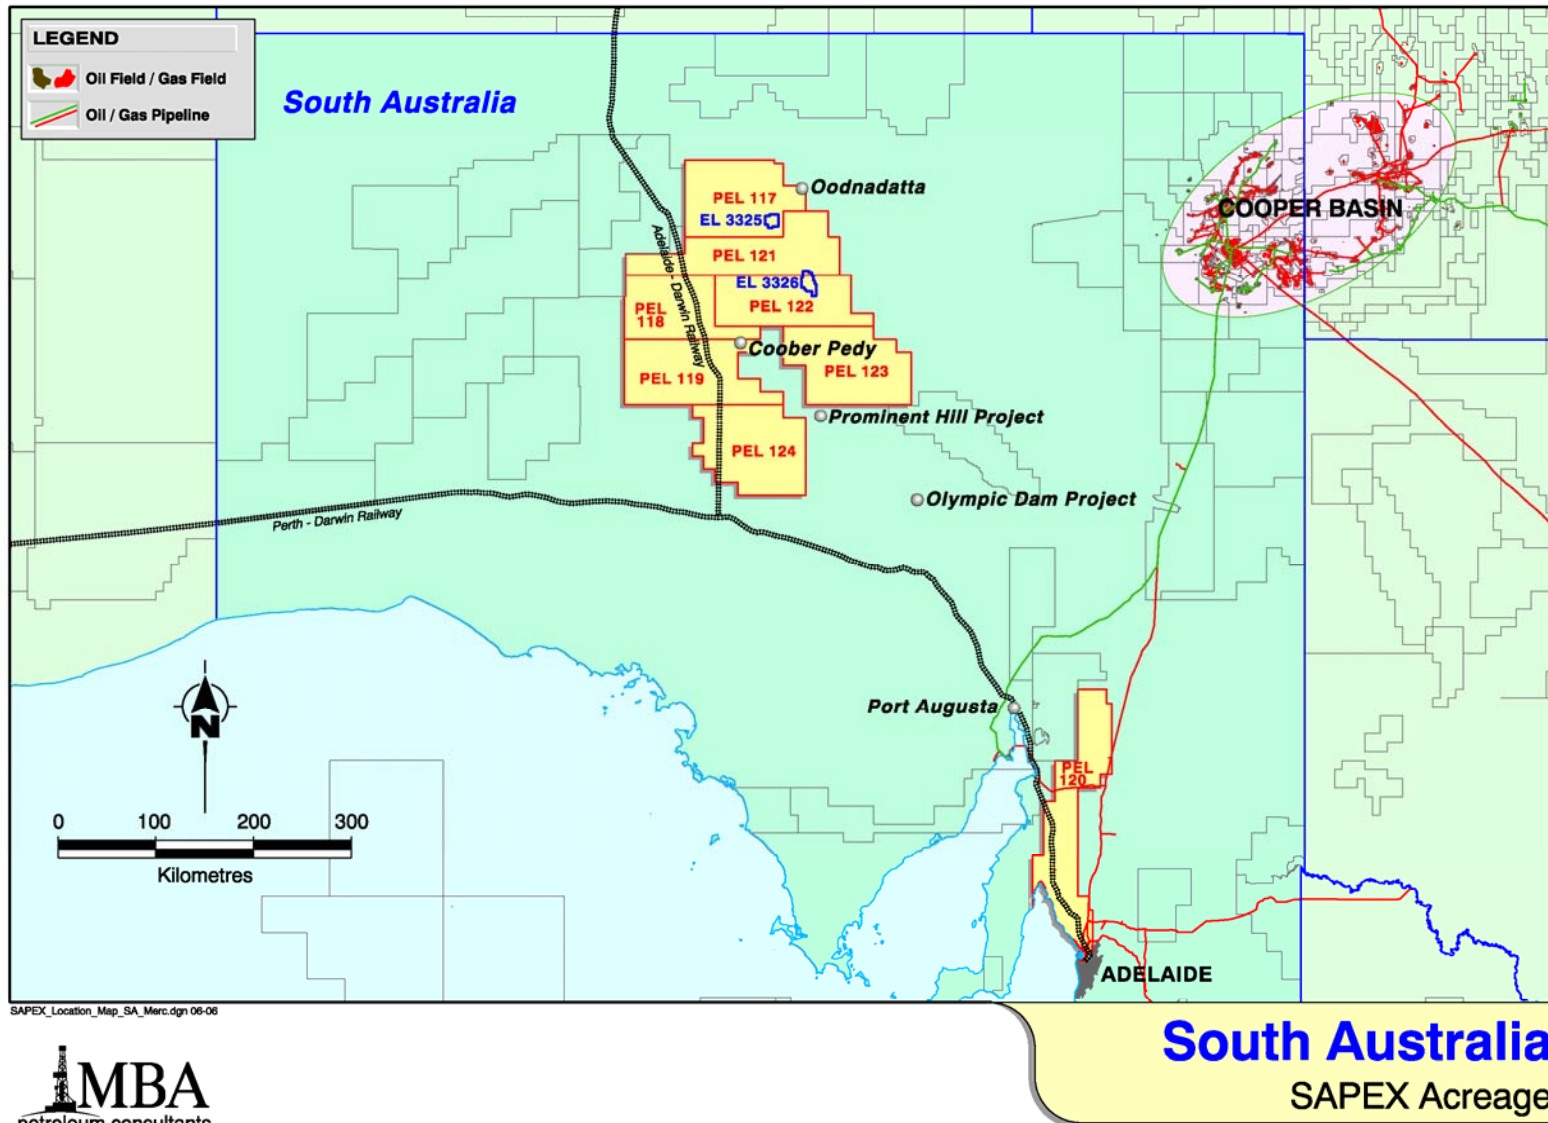 LEGEND
Oil Field / Gas Field
Oil / Gas Pipeline
South Australia
Oodnadatta
PEL 117
EL 3325
COOPER BASIN
Adelaide - Darwin Railway
PEL 121
EL 3326
PEL 122
PEL
118
Coober Pedy
PEL 123
PEL 119
Prominent Hill Project
PEL 124
Olympic Dam Project
Perth - Darwin Railway
Port Augusta
N
PEL
120
0 100 200 300
Kilometres
ADELAIDE
SAPEX_Location_Map_SA_Merc.dgn 06-06
South Australia
SAPEX Acreage
MBA
petroleum consultants